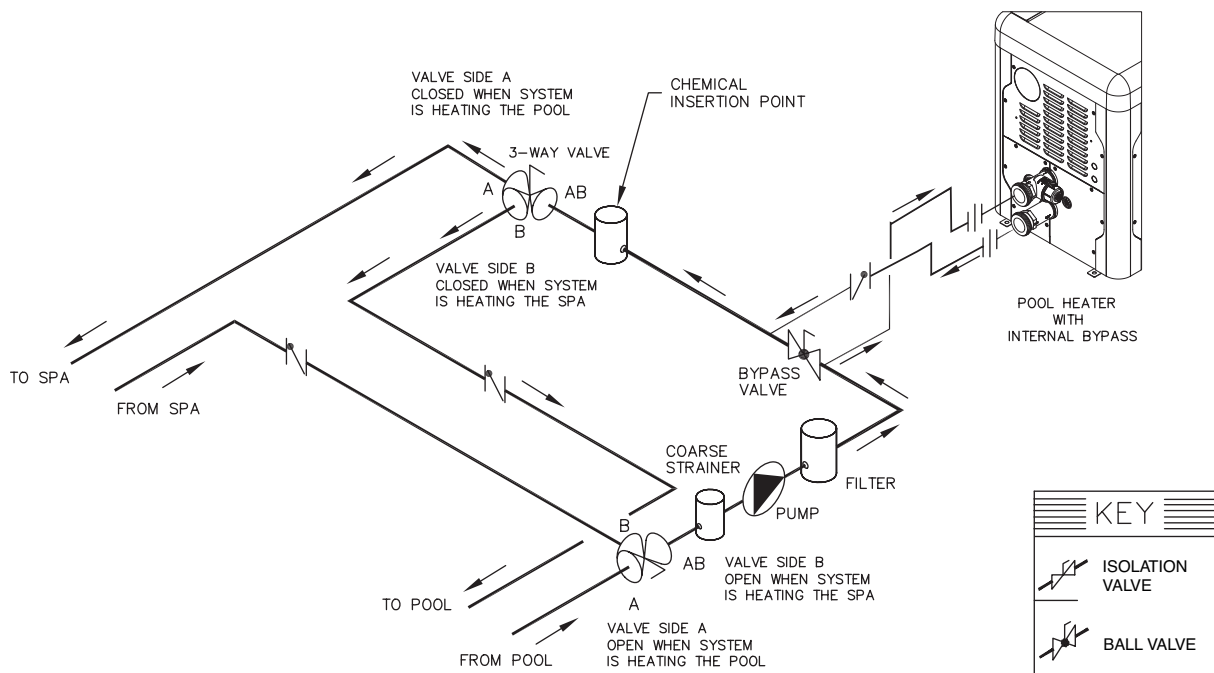 VALVE SIDE A
CLOSED WHEN SYSTEM
IS HEATING THE POOL
CHEMICAL
INSERTION POINT
3-WAY VALVE
A
AB
B
VALVE SIDE B
CLOSED WHEN SYSTEM
IS HEATING THE SPA
POOL HEATER
WITH
INTERNAL BYPASS
BYPASS
VALVE
TO SPA
FROM SPA
COARSE
STRAINER
FILTER
PUMP
B
AB
A
VALVE SIDE B
OPEN WHEN SYSTEM
IS HEATING THE SPA
TO POOL
FROM POOL
VALVE SIDE A
OPEN WHEN SYSTEM
IS HEATING THE POOL
KEY
ISOLATION
VALVE
BALL VALVE